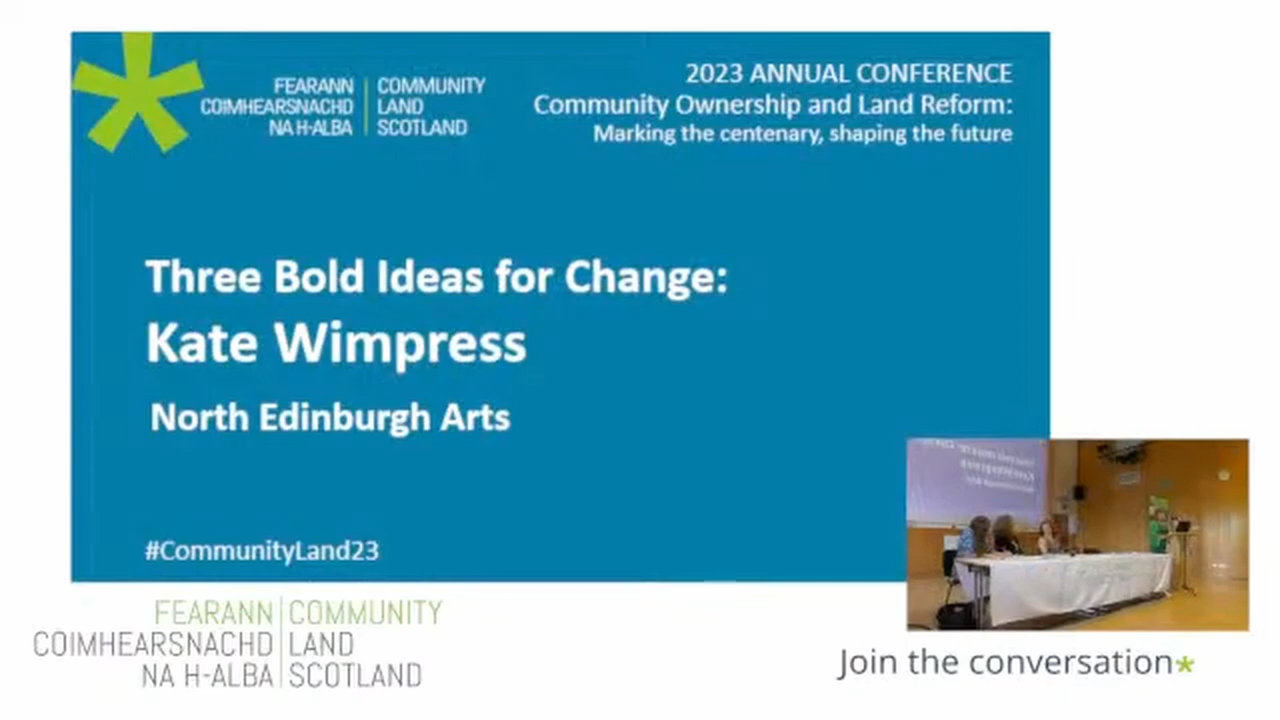 FEARANN
COIMHEARSNACHD
NA H-ALBA
COMMUNITY
LAND
SCOTLAND
2023 ANNUAL CONFERENCE
Community Ownership and Land Reform:
Marking the centenary, shaping the future
Three Bold Ideas for Change:
Kate Wimpress
North Edinburgh Arts
#CommunityLand23
FEARANN
COIMHEARSNACHD
NA H-ALBA
COMMUNITY
LAND
SCOTLAND
Join the conversation